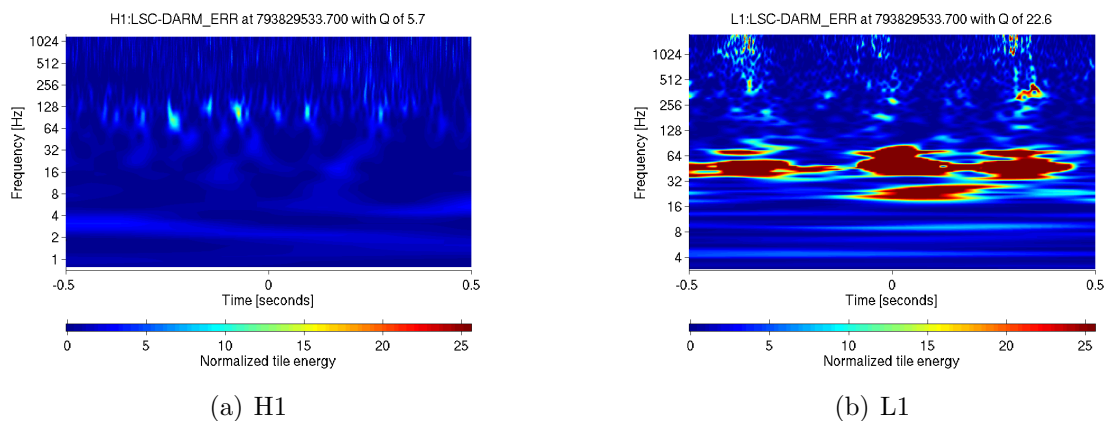 H1:LSC-DARM_ERR at 793829533.700 with Q of 5.7
1024
512
256
128
64
32
16
8
4
2
1
Frequency [Hz]
-0.5 0 0.5
Time [seconds]
0 5 10 15 20 25
Normalized tile energy
(a) H1
L1:LSC-DARM_ERR at 793829533.700 with Q of 22.6
1024
512
256
128
64
32
16
8
4
Frequency [Hz]
-0.5 0 0.5
Time [seconds]
0 5 10 15 20 25
Normalized tile energy
(b) L1